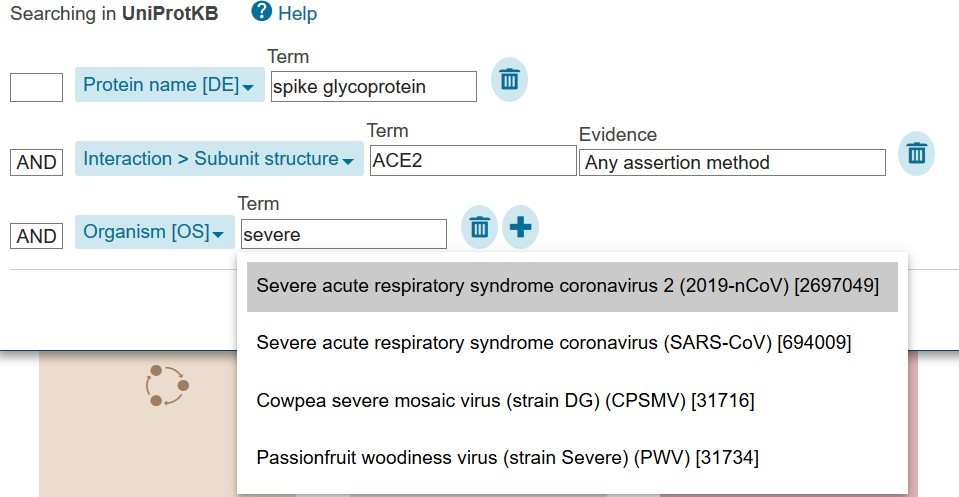 Searching in UniProtKB ? Help
Term
Protein name [DE] spike glycoprotein
Term Evidence
AND Interaction > Subunit structure ACE2 Any assertion method
Term
AND Organism [OS] severe
Severe acute respiratory syndrome coronavirus 2 (2019-nCoV) [2697049]
Severe acute respiratory syndrome coronavirus (SARS-CoV) [694009]
Cowpea severe mosaic virus (strain DG) (CPSMV) [31716]
Passionfruit woodiness virus (strain Severe) (PWV) [31734]